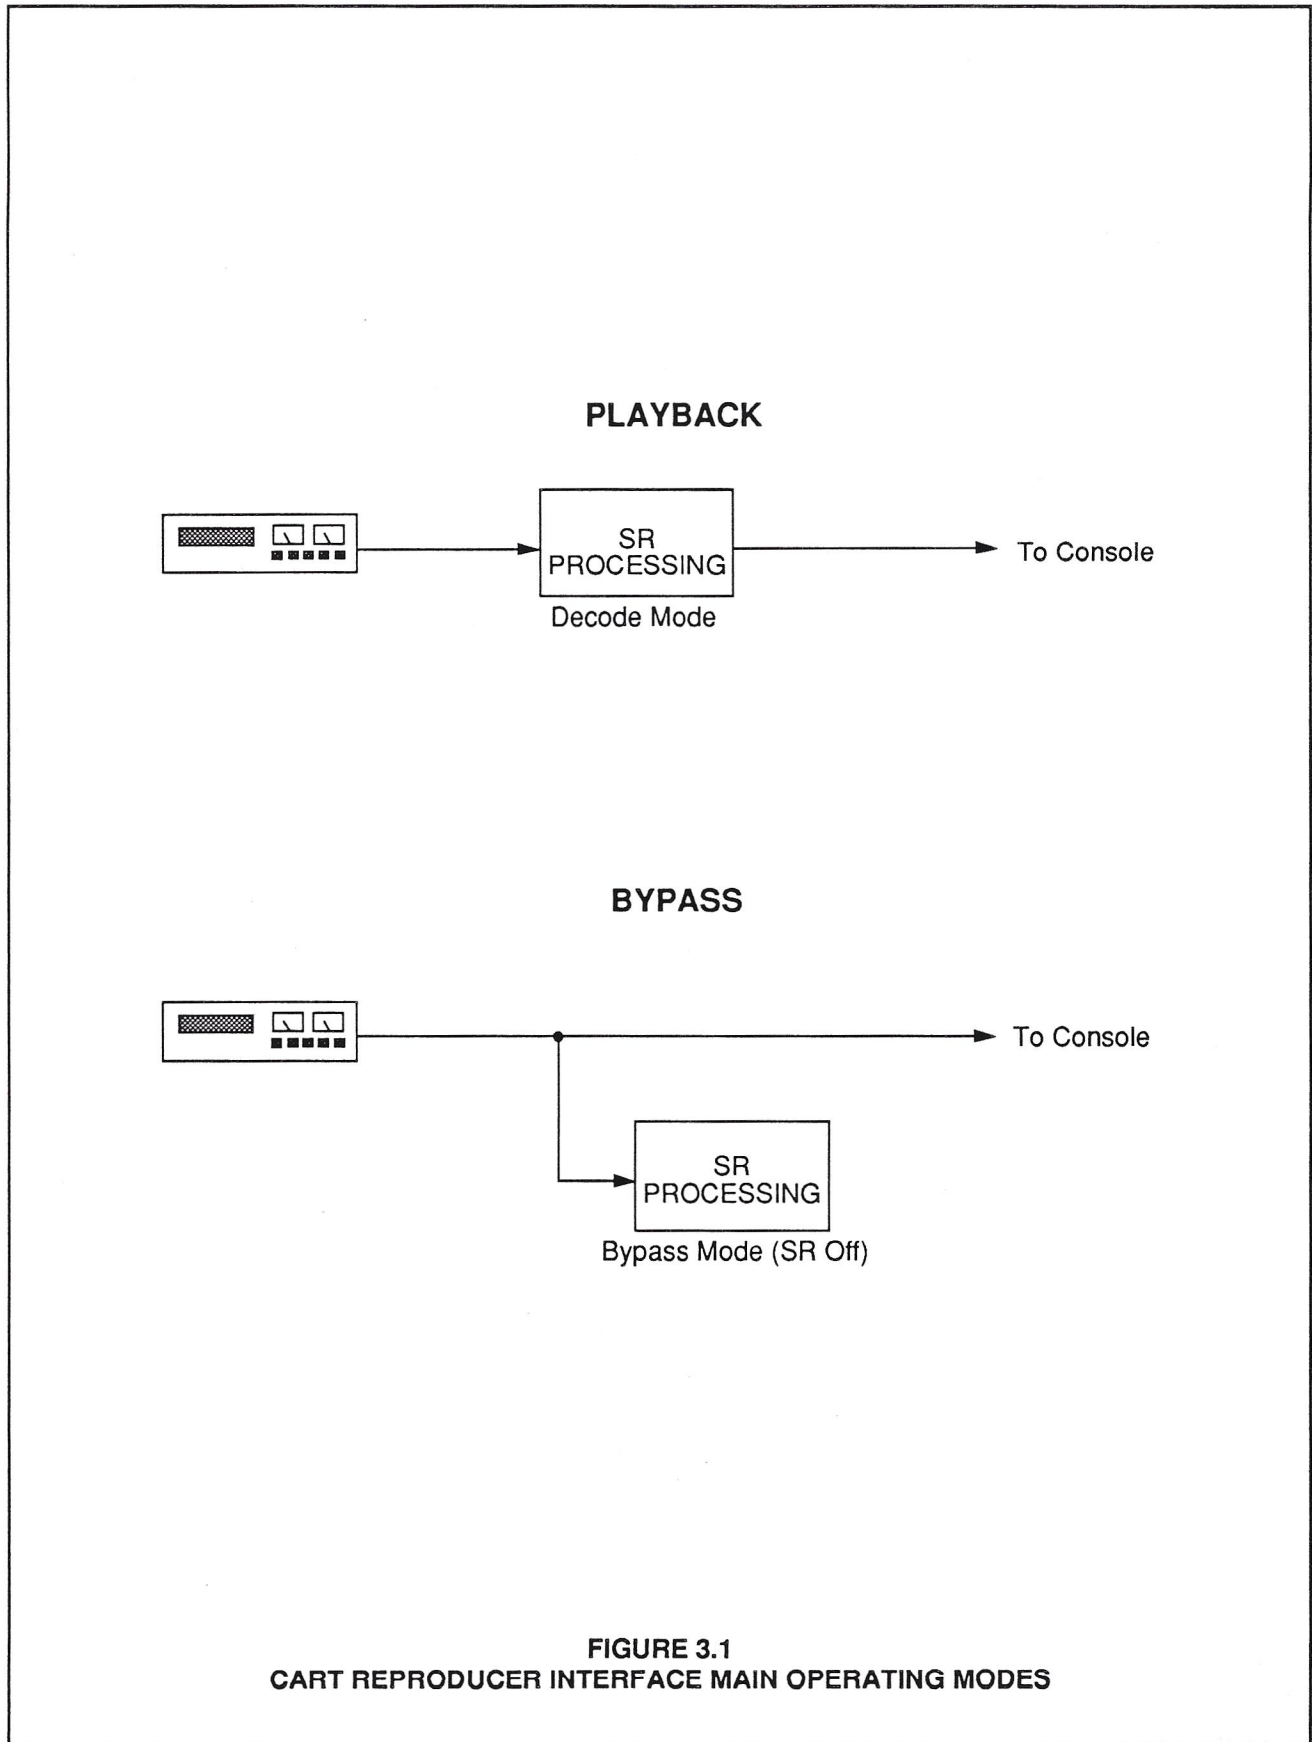 PLAYBACK
SR
PROCESSING
To Console
Decode Mode
BYPASS
To Console
SR
PROCESSING
Bypass Mode (SR Off)
FIGURE 3.1
CART REPRODUCER INTERFACE MAIN OPERATING MODES